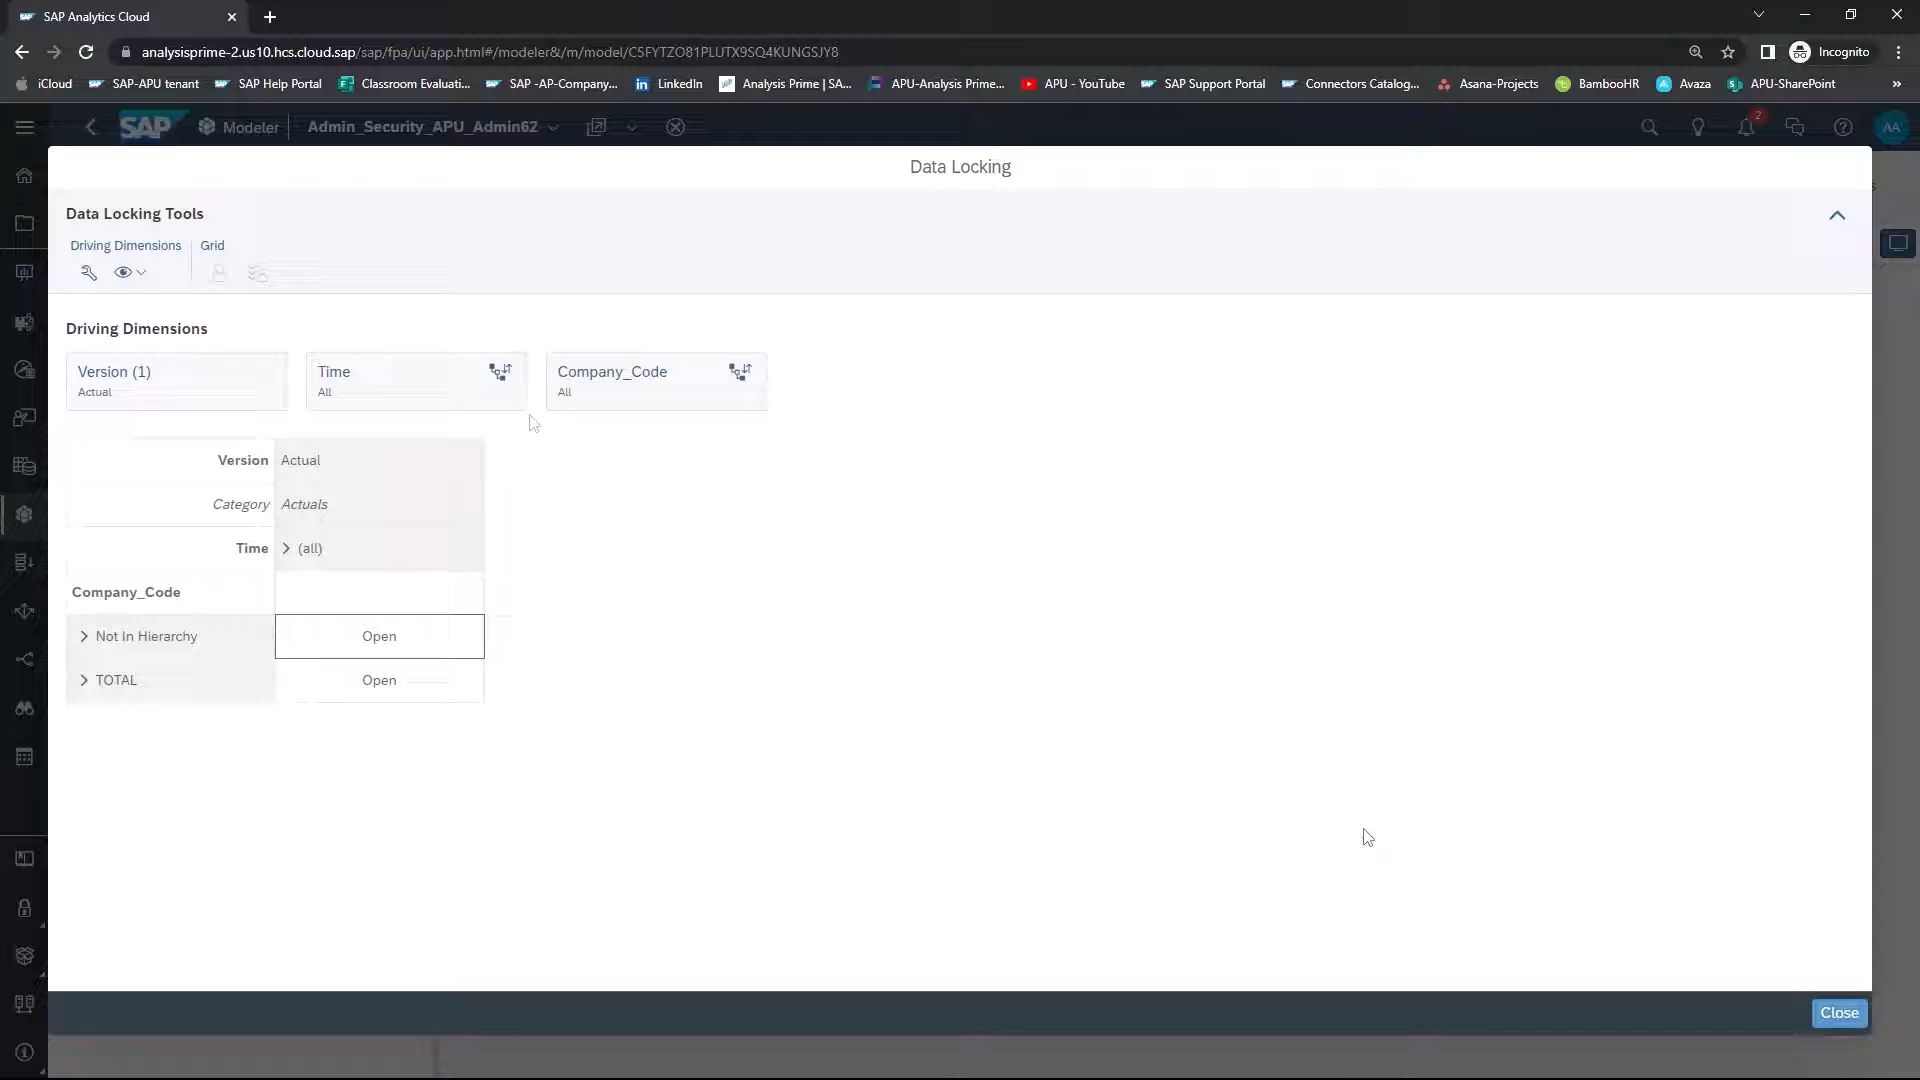 SAP SAP Analytics Cloud
analysisprime-2.us10.hcs.cloud.sap/sap/fpa/ui/app.html#/modeler&/m/model/C5FYTZO81PLUTX9SQ4KUNGSJY8
Incognito
iCloud SAP-APU tenant SAP Help Portal Classroom Evaluati... SAP -AP-Company... LinkedIn Analysis Prime | SA... APU-Analysis Prime... APU - YouTube SAP Support Portal Connectors Catalog... Asana-Projects BambooHR Avaza APU-SharePoint
SAP Modeler Admin_Security_APU_Admin62 2 AA
Data Locking
Data Locking Tools
Driving Dimensions Grid
Driving Dimensions
Version (1) Time Company_Code
Actual All All
Version Actual
Category Actuals
Time (all)
Company_Code
Not In Hierarchy Open
TOTAL Open
Close